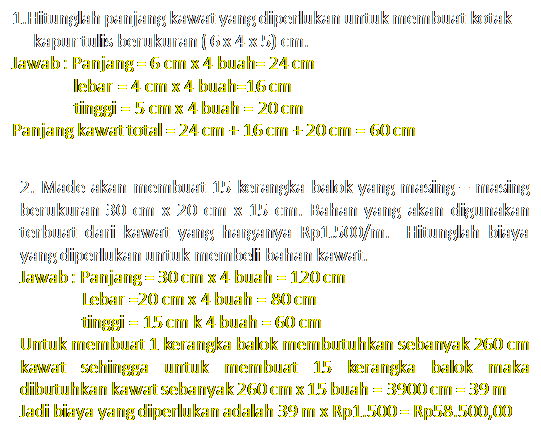 1.Hitunglah panjang kawat yang diperlukan untuk membuat kotak
kapur tulis berukuran ( 6 x 4 x 5) cm.
Jawab : Panjang = 6 cm x 4 buah= 24 cm
lebar = 4 cm x 4 buah=16 cm
tinggi = 5 cm x 4 buah = 20 cm
Panjang kawat total = 24 cm + 16 cm + 20 cm = 60 cm
2. Made akan membuat 15 kerangka balok yang masing – masing
berukuran 30 cm x 20 cm x 15 cm. Bahan yang akan digunakan
terbuat dari kawat yang harganya Rp1.500/m. Hitunglah biaya
yang diperlukan untuk membeli bahan kawat.
Jawab : Panjang = 30 cm x 4 buah = 120 cm
Lebar =20 cm x 4 buah = 80 cm
tinggi = 15 cm k 4 buah = 60 cm
Untuk membuat 1 kerangka balok membutuhkan sebanyak 260 cm
kawat sehingga untuk membuat 15 kerangka balok maka
dibutuhkan kawat sebanyak 260 cm x 15 buah = 3900 cm = 39 m
Jadi biaya yang diperlukan adalah 39 m x Rp1.500 = Rp58.500,00